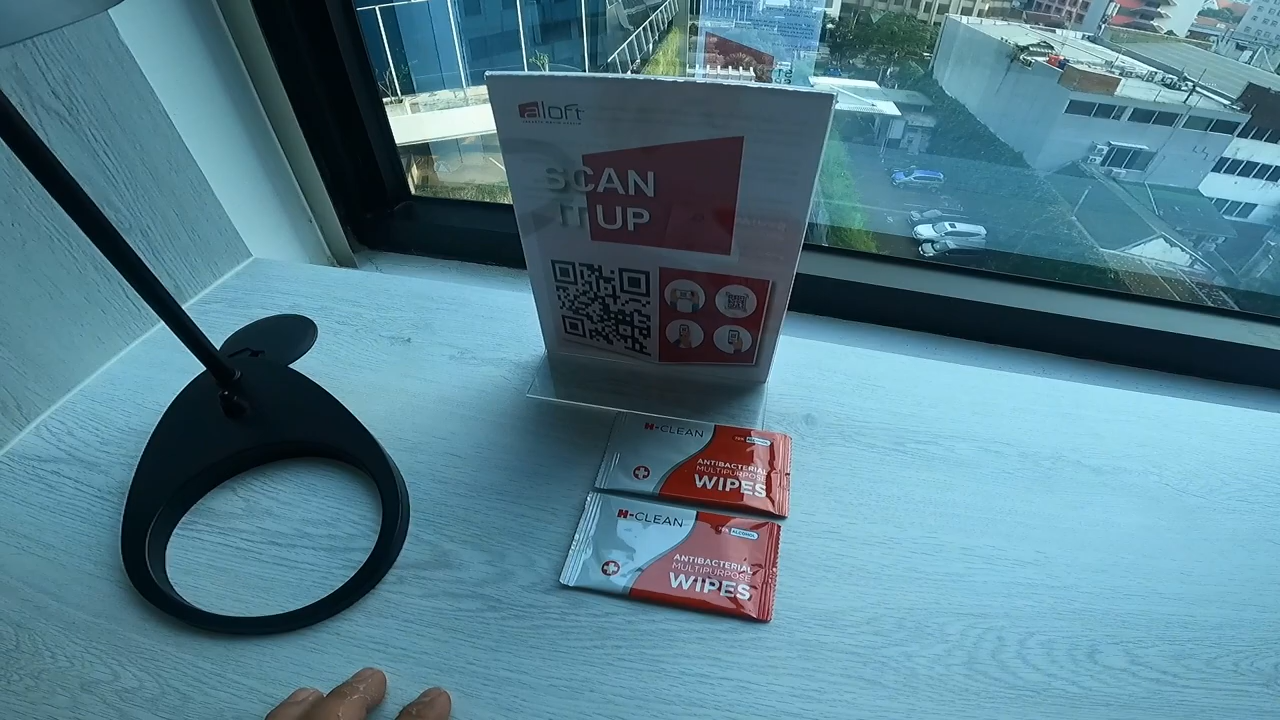 aloft
SCAN
IT UP
H-CLEAN
ANTIBACTERIAL
MULTIPURPOSE
WIPES
H-CLEAN
ALCOHOL
ANTIBACTERIAL
MULTIPURPOSE
WIPES